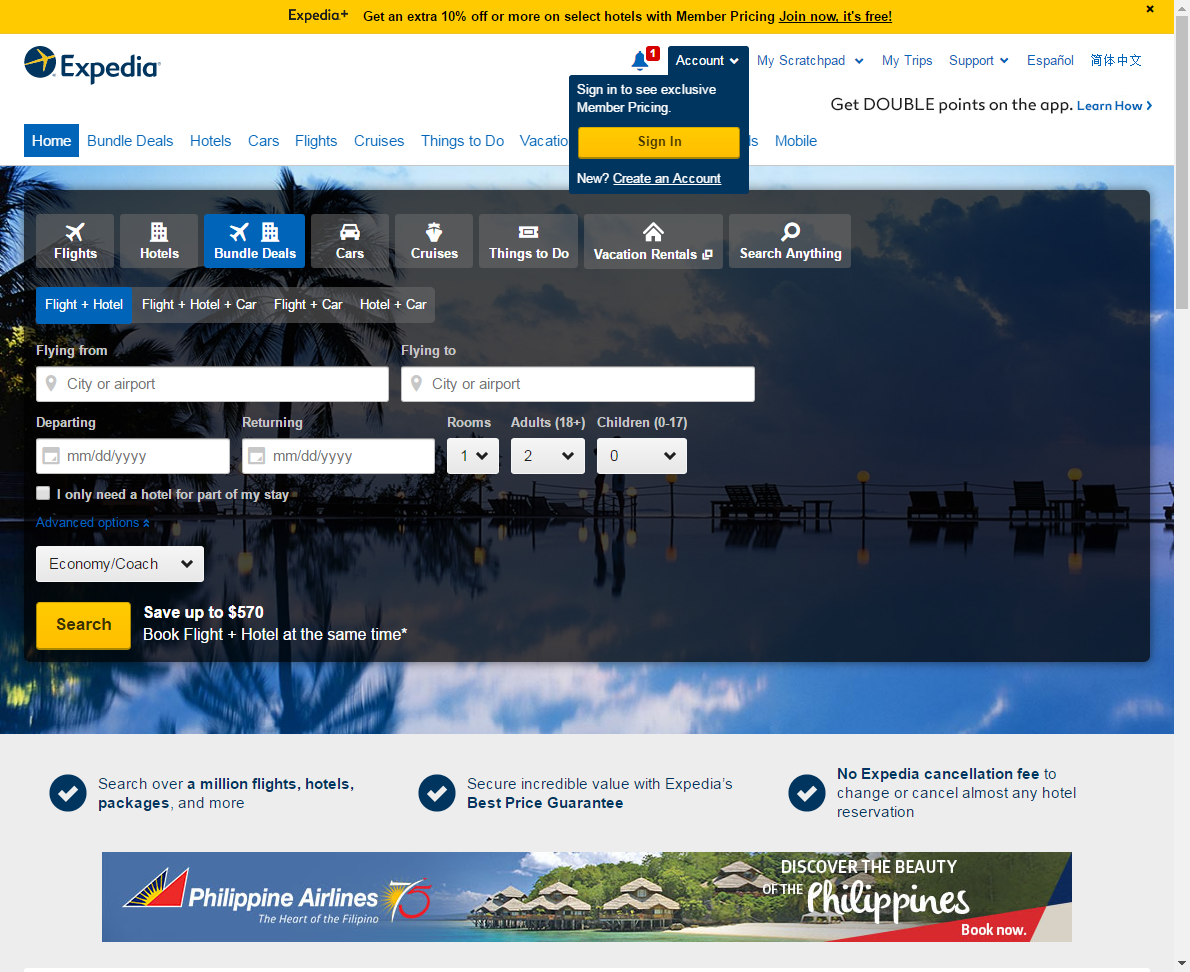 Expedia+ Get an extra 10% off or more on select hotels with Member Pricing Join now, it's free!
Expedia
1
Account
My Scratchpad
My Trips
Support
Español
简体中文
Sign in to see exclusive
Member Pricing.
Get DOUBLE points on the app. Learn How
Sign In
New? Create an Account
Home
Bundle Deals
Hotels
Cars
Flights
Cruises
Things to Do
Mobile
Flights
Hotels
Bundle Deals
Cars
Cruises
Things to Do
Vacation Rentals
Search Anything
Flight + Hotel
Flight + Hotel + Car
Flight + Car
Hotel + Car
Flying from
Flying to
City or airport
City or airport
Departing
Returning
Rooms
Adults (18+)
Children (0-17)
mm/dd/yyyy
mm/dd/yyyy
1
2
0
I only need a hotel for part of my stay
Advanced options
Economy/Coach
Search
Save up to $570
Book Flight + Hotel at the same time*
Search over a million flights, hotels,
packages, and more
Secure incredible value with Expedia’s
Best Price Guarantee
No Expedia cancellation fee to
change or cancel almost any hotel
reservation
Philippine Airlines 75
The Heart of the Filipino
DISCOVER THE BEAUTY
OF THE Philippines
Book now.